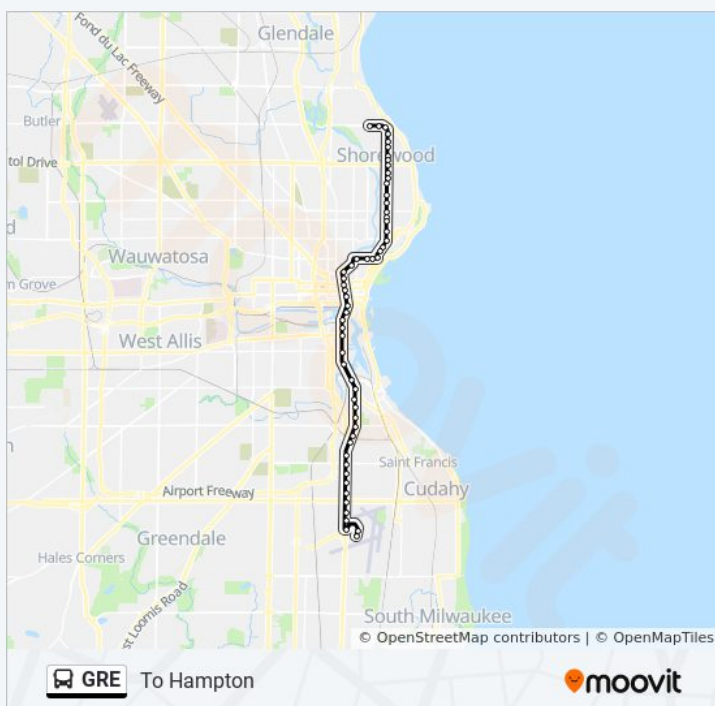 Glendale
Fond du Lac Freeway
Butler
Shorewood
tol Drive
d
Wauwatosa
n Grove
West Allis
n
Saint Francis
Airport Freeway
Cudahy
Greendale
Hales Corners
st Loomis Road
South Milwaukee
© OpenStreetMap contributors | © OpenMapTiles
GRE To Hampton
moovit